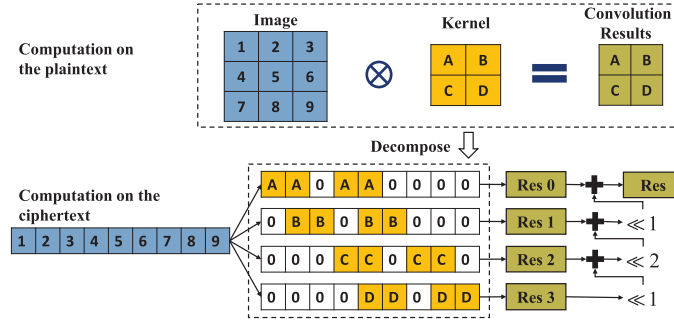 Image
Kernel
Convolution
Results
Computation on
the plaintext
1 2 3
4 5 6
7 8 9
A B
C D
A B
C D
Decompose
Computation on the
ciphertext
1 2 3 4 5 6 7 8 9
A A 0 A A 0 0 0 0
Res 0
Res
0 B B 0 B B 0 0 0
Res 1
≪ 1
0 0 0 C C 0 C C 0
Res 2
≪ 2
0 0 0 0 D D 0 D D
Res 3
≪ 1